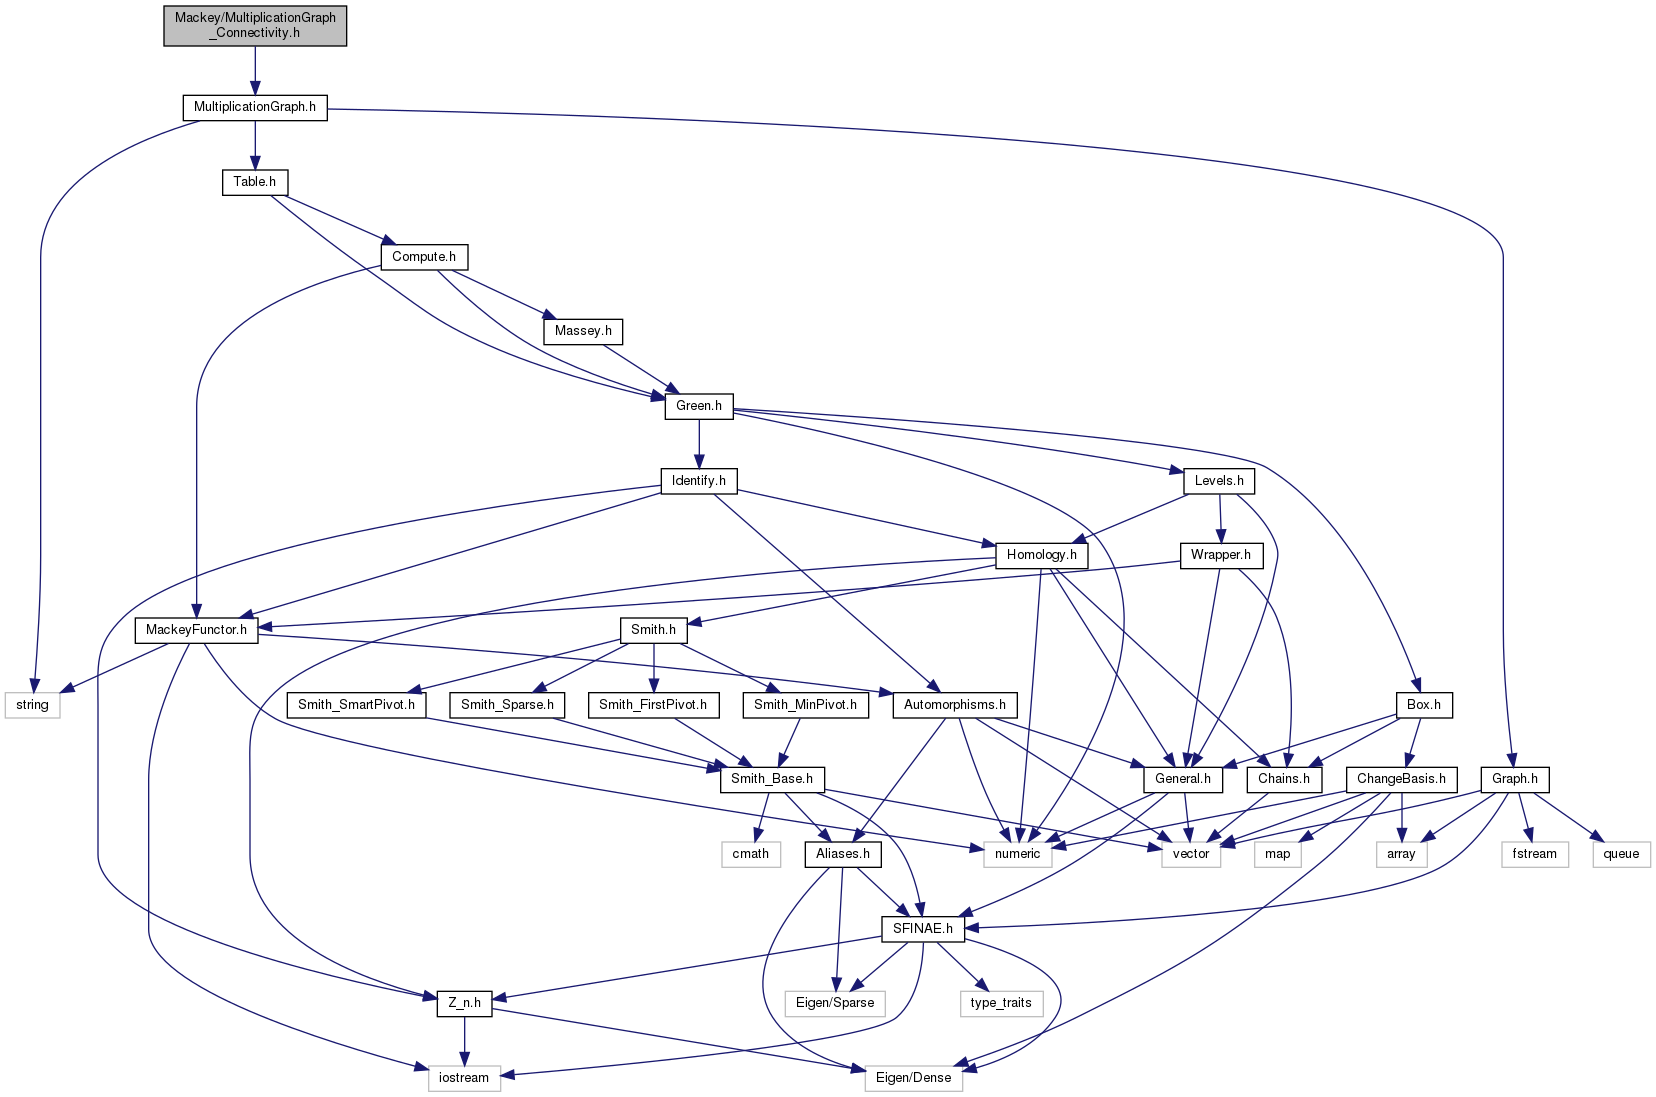 Mackey/MultiplicationGraph
_Connectivity.h
MultiplicationGraph.h
Table.h
Compute.h
Massey.h
Green.h
Identify.h
Levels.h
Homology.h
Wrapper.h
MackeyFunctor.h
Smith.h
string
Smith_SmartPivot.h
Smith_Sparse.h
Smith_FirstPivot.h
Smith_MinPivot.h
Automorphisms.h
Box.h
Smith_Base.h
General.h
Chains.h
ChangeBasis.h
Graph.h
cmath
Aliases.h
numeric
vector
map
array
fstream
queue
SFINAE.h
Z_n.h
Eigen/Sparse
type_traits
iostream
Eigen/Dense